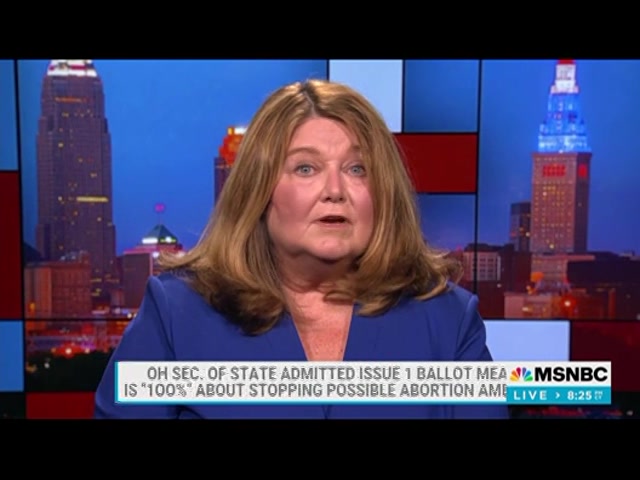 OH SEC. OF STATE ADMITTED ISSUE 1 BALLOT MEA
IS "100%" ABOUT STOPPING POSSIBLE ABORTION AME
MSNBC
LIVE > 8:25